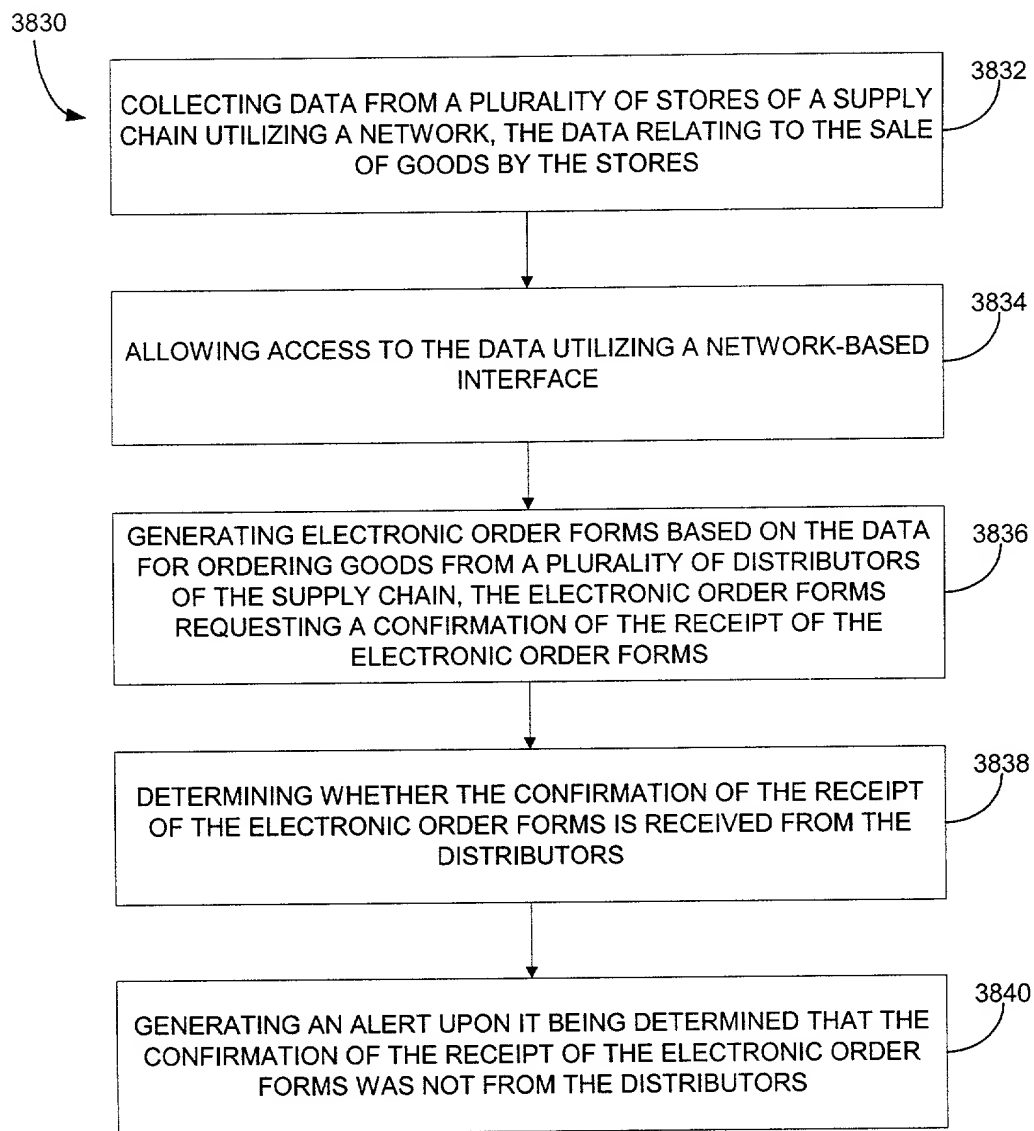 3830
3832
COLLECTING DATA FROM A PLURALITY OF STORES OF A SUPPLY
CHAIN UTILIZING A NETWORK, THE DATA RELATING TO THE SALE
OF GOODS BY THE STORES
3834
ALLOWING ACCESS TO THE DATA UTILIZING A NETWORK-BASED
INTERFACE
3836
GENERATING ELECTRONIC ORDER FORMS BASED ON THE DATA
FOR ORDERING GOODS FROM A PLURALITY OF DISTRIBUTORS
OF THE SUPPLY CHAIN, THE ELECTRONIC ORDER FORMS
REQUESTING A CONFIRMATION OF THE RECEIPT OF THE
ELECTRONIC ORDER FORMS
3838
DETERMINING WHETHER THE CONFIRMATION OF THE RECEIPT
OF THE ELECTRONIC ORDER FORMS IS RECEIVED FROM THE
DISTRIBUTORS
3840
GENERATING AN ALERT UPON IT BEING DETERMINED THAT THE
CONFIRMATION OF THE RECEIPT OF THE ELECTRONIC ORDER
FORMS WAS NOT FROM THE DISTRIBUTORS